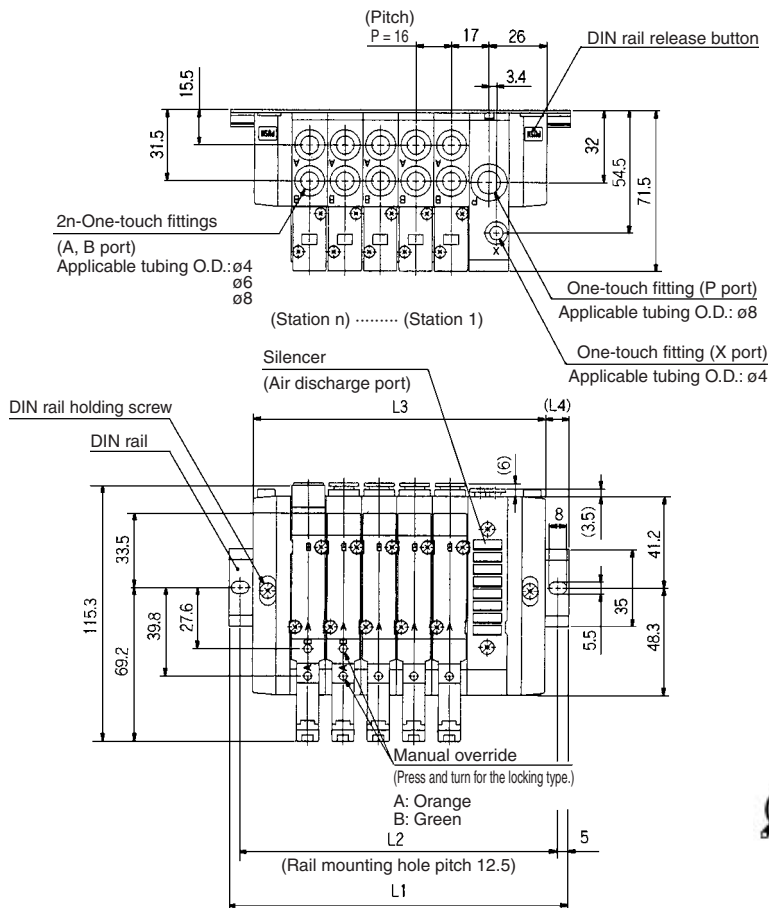 (Pitch)
P = 16
17
26
DIN rail release button
3.4
15.5
31.5
32
54.5
71.5
PUSH
PUSH
A A A A A
B B B B B
P
X
2n-One-touch fittings
(A, B port)
Applicable tubing O.D.: ø4
ø6
ø8
One-touch fitting (P port)
Applicable tubing O.D.: ø8
(Station n) ········· (Station 1)
One-touch fitting (X port)
Applicable tubing O.D.: ø4
Silencer
(Air discharge port)
DIN rail holding screw
DIN rail
L3
(L4)
(6)
(3.5)
8
33.5
41.2
115.3
69.2
39.8
27.6
35
5.5
48.3
B B B B B
A A A A A
B B
A A
Manual override
(Press and turn for the locking type.)
A: Orange
B: Green
L2
5
(Rail mounting hole pitch 12.5)
L1